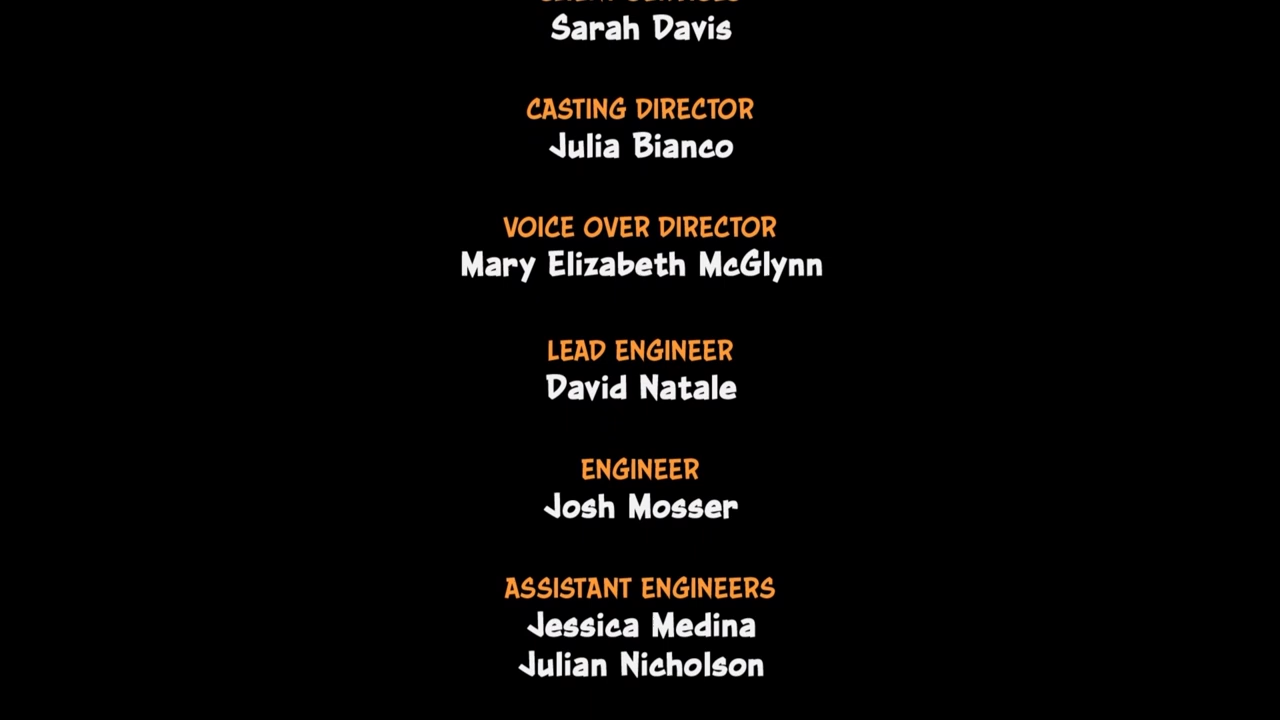 Sarah Davis
CASTING DIRECTOR
Julia Bianco
VOICE OVER DIRECTOR
Mary Elizabeth McGlynn
LEAD ENGINEER
David Natale
ENGINEER
Josh Mosser
ASSISTANT ENGINEERS
Jessica Medina
Julian Nicholson